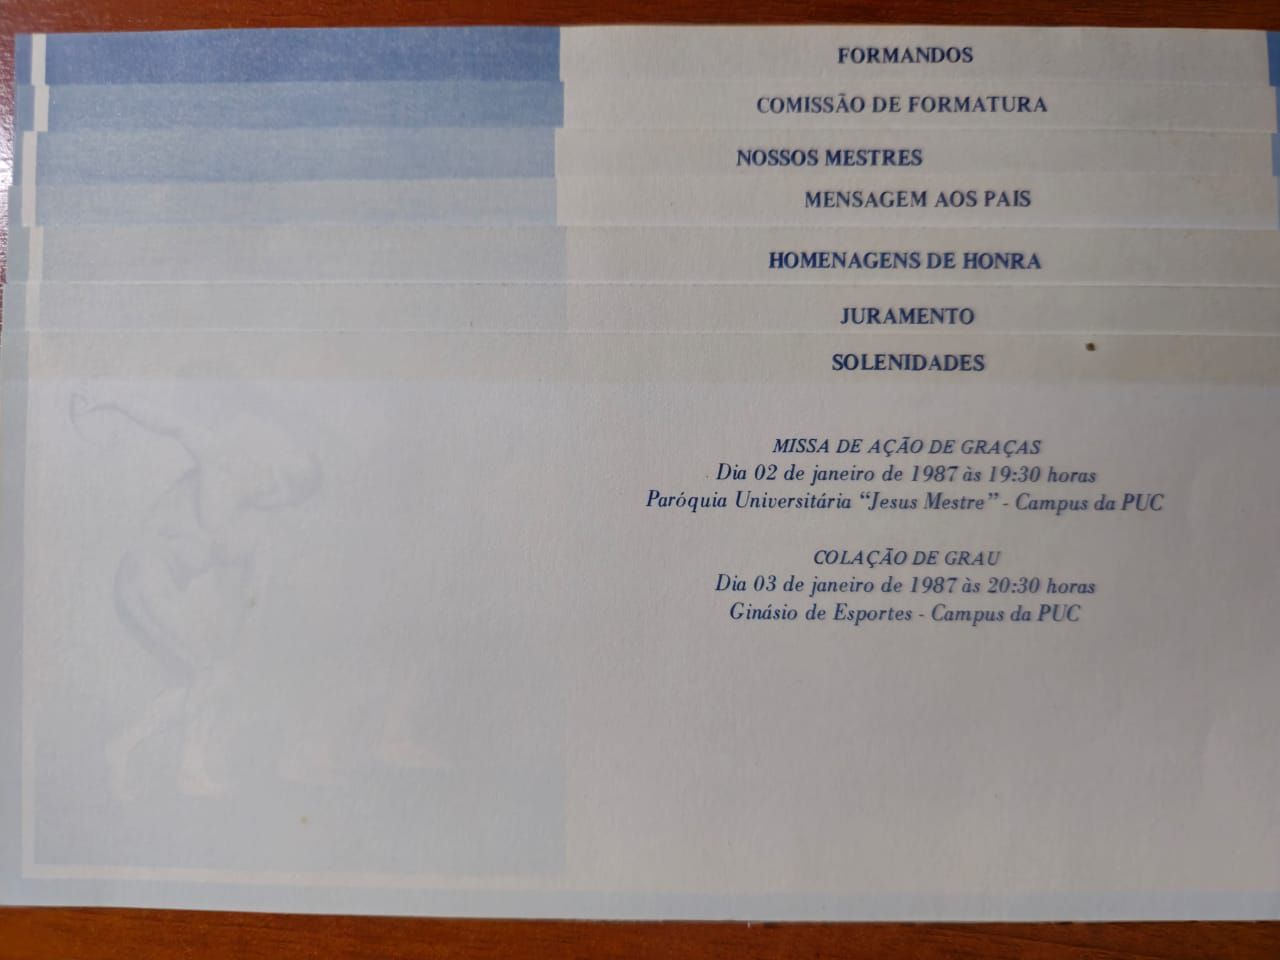 FORMANDOS
COMISSÃO DE FORMATURA
NOSSOS MESTRES
MENSAGEM AOS PAIS
HOMENAGENS DE HONRA
JURAMENTO
SOLENIDADES
MISSA DE AÇÃO DE GRAÇAS
Dia 02 de janeiro de 1987 às 19:30 horas
Paróquia Universitária “Jesus Mestre” - Campus da PUC
COLAÇÃO DE GRAU
Dia 03 de janeiro de 1987 às 20:30 horas
Ginásio de Esportes - Campus da PUC